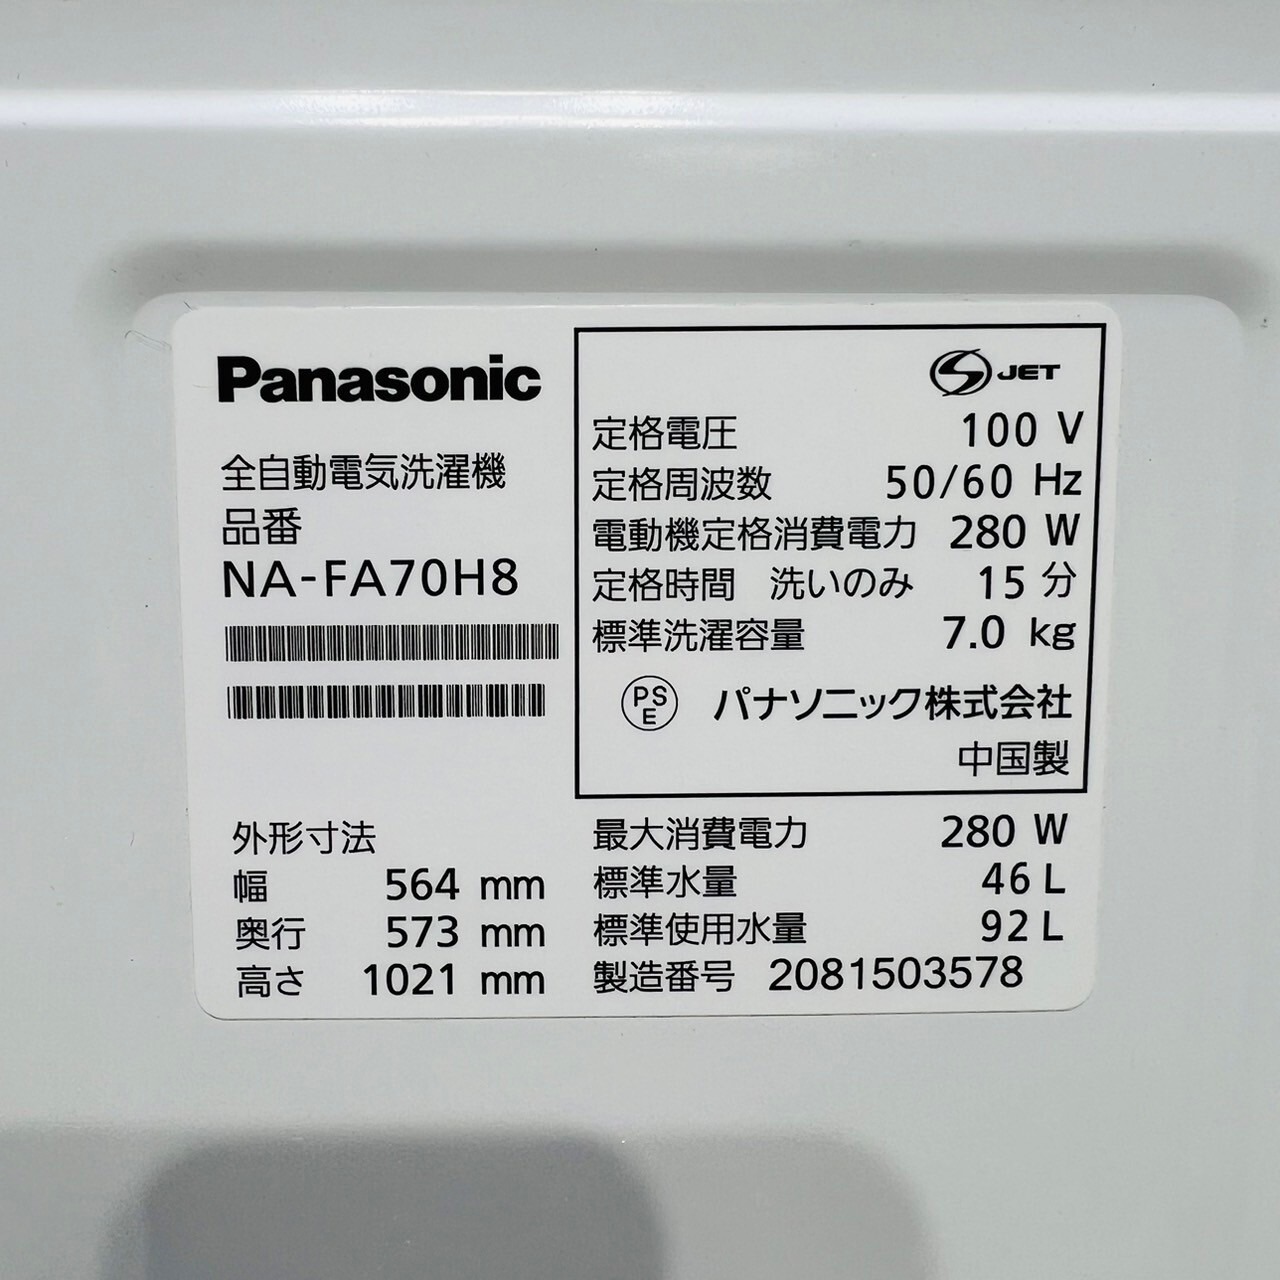 Panasonic
全自動電気洗濯機
品番
NA-FA70H8
外形寸法
幅 564 mm
奥行 573 mm
高さ 1021 mm
S JET
定格電圧 100 V
定格周波数 50/60 Hz
電動機定格消費電力 280 W
定格時間 洗いのみ 15 分
標準洗濯容量 7.0 kg
PSE パナソニック株式会社
中国製
最大消費電力 280 W
標準水量 46 L
標準使用水量 92 L
製造番号 2081503578